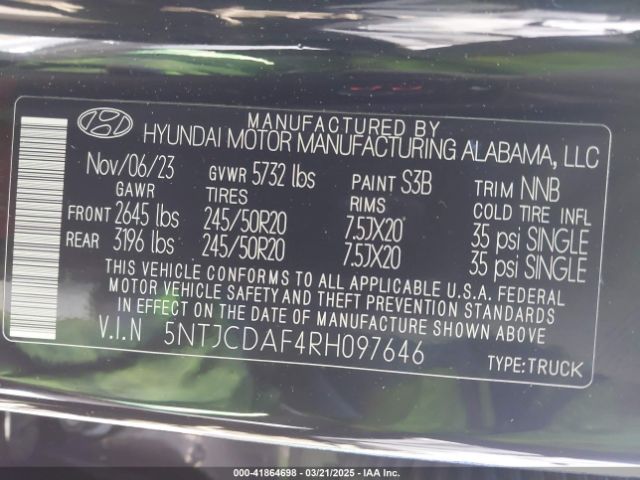 MANUFACTURED BY
HYUNDAI MOTOR MANUFACTURING ALABAMA, LLC
Nov/06/23 GVWR 5732 lbs PAINT S3B TRIM NNB
GAWR TIRES RIMS COLD TIRE INFL
FRONT 2645 lbs 245/50R20 7.5JX20 35 psi SINGLE
REAR 3196 lbs 245/50R20 7.5JX20 35 psi SINGLE
THIS VEHICLE CONFORMS TO ALL APPLICABLE U.S.A. FEDERAL
MOTOR VEHICLE SAFETY AND THEFT PREVENTION STANDARDS
IN EFFECT ON THE DATE OF MANUFACTURE SHOWN ABOVE.
V.I.N 5NTJCDAF4RH097646 TYPE:TRUCK
000-41864698 - 03/21/2025 - IAA Inc.